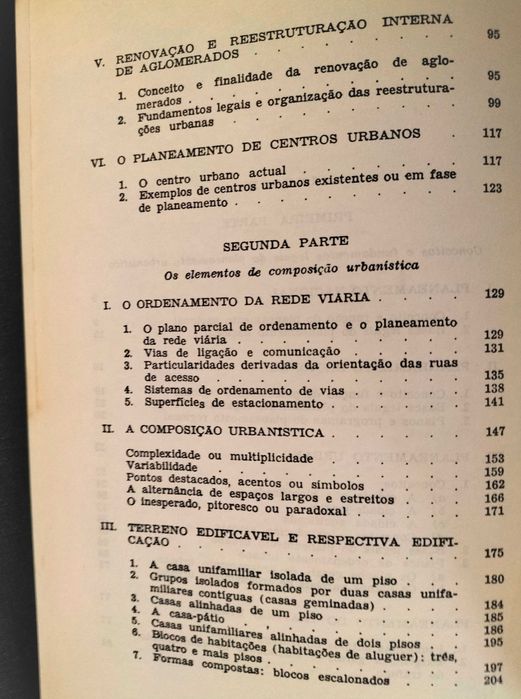 V. RENOVAÇÃO E REESTRUTURAÇÃO INTERNA
DE AGLOMERADOS . . . . . . . . 95
1. Conceito e finalidade da renovação de aglo-
merados . . . . . . . . . . 95
2. Fundamentos legais e organização das reestrutura-
ções urbanas . . . . . . . . . 99
VI. O PLANEAMENTO DE CENTROS URBANOS . 117
1. O centro urbano actual . . . . . . 117
2. Exemplos de centros urbanos existentes ou em fase
de planeamento . . . . . . . . 123
SEGUNDA PARTE
Os elementos de composição urbanística
I. O ORDENAMENTO DA REDE VIÁRIA . . . . 129
1. O plano parcial de ordenamento e o planeamento
da rede viária . . . . . . . . 129
2. Vias de ligação e comunicação . . . . 131
3. Particularidades derivadas da orientação das ruas
de acesso . . . . . . . . . 135
4. Sistemas de ordenamento de vias . . . . 138
5. Superfícies de estacionamento . . . . . 141
II. A COMPOSIÇÃO URBANÍSTICA . . . . . 147
Complexidade ou multiplicidade . . . . . 153
Variabilidade . . . . . . . . . 159
Pontos destacados, acentos ou símbolos . . . . 162
A alternância de espaços largos e estreitos . . . 166
O inesperado, pitoresco ou paradoxal . . . . 171
III. TERRENO EDIFICÁVEL E RESPECTIVA EDIFI-
CAÇÃO . . . . . . . . . . 175
1. A casa unifamiliar isolada de um piso . . . 180
2. Grupos isolados formados por duas casas unifa-
miliares contíguas (casas geminadas) . . . . 184
3. Casas alinhadas de um piso . . . . . 185
4. A casa-pátio . . . . . . . . 186
5. Casas unifamiliares alinhadas de dois pisos . . 195
6. Blocos de habitações (habitações de aluguer): três,
quatro e mais pisos . . . . . . . 197
7. Formas compostas: blocos escalonados . . . 204